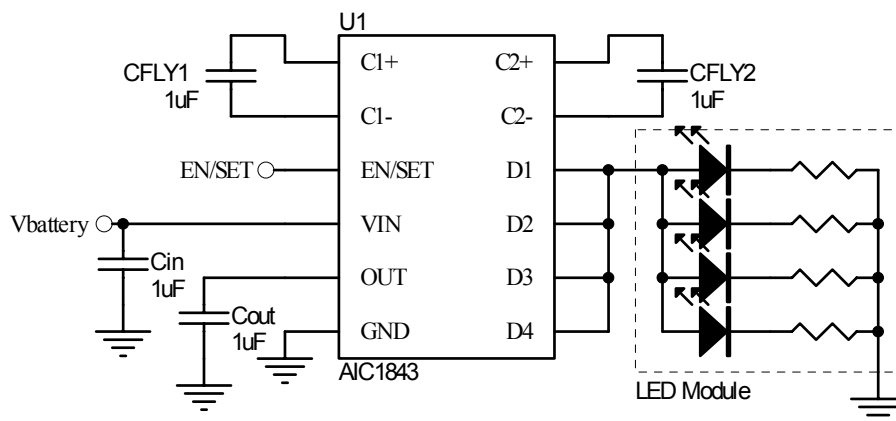 U1
CFLY1
1uF
C1+
C2+
CFLY2
1uF
C1-
C2-
EN/SET
EN/SET
D1
Vbattery
VIN
D2
Cin
1uF
OUT
D3
Cout
1uF
GND
D4
AIC1843
LED Module